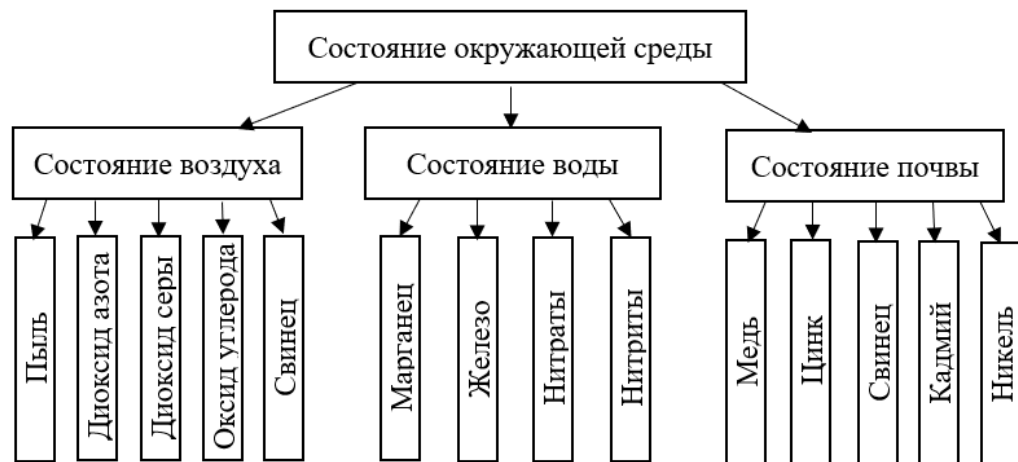 Состояние окружающей среды
Состояние воздуха
Состояние воды
Состояние почвы
Пыль
Диоксид азота
Диоксид серы
Оксид углерода
Свинец
Марганец
Железо
Нитраты
Нитриты
Медь
Цинк
Свинец
Кадмий
Никель